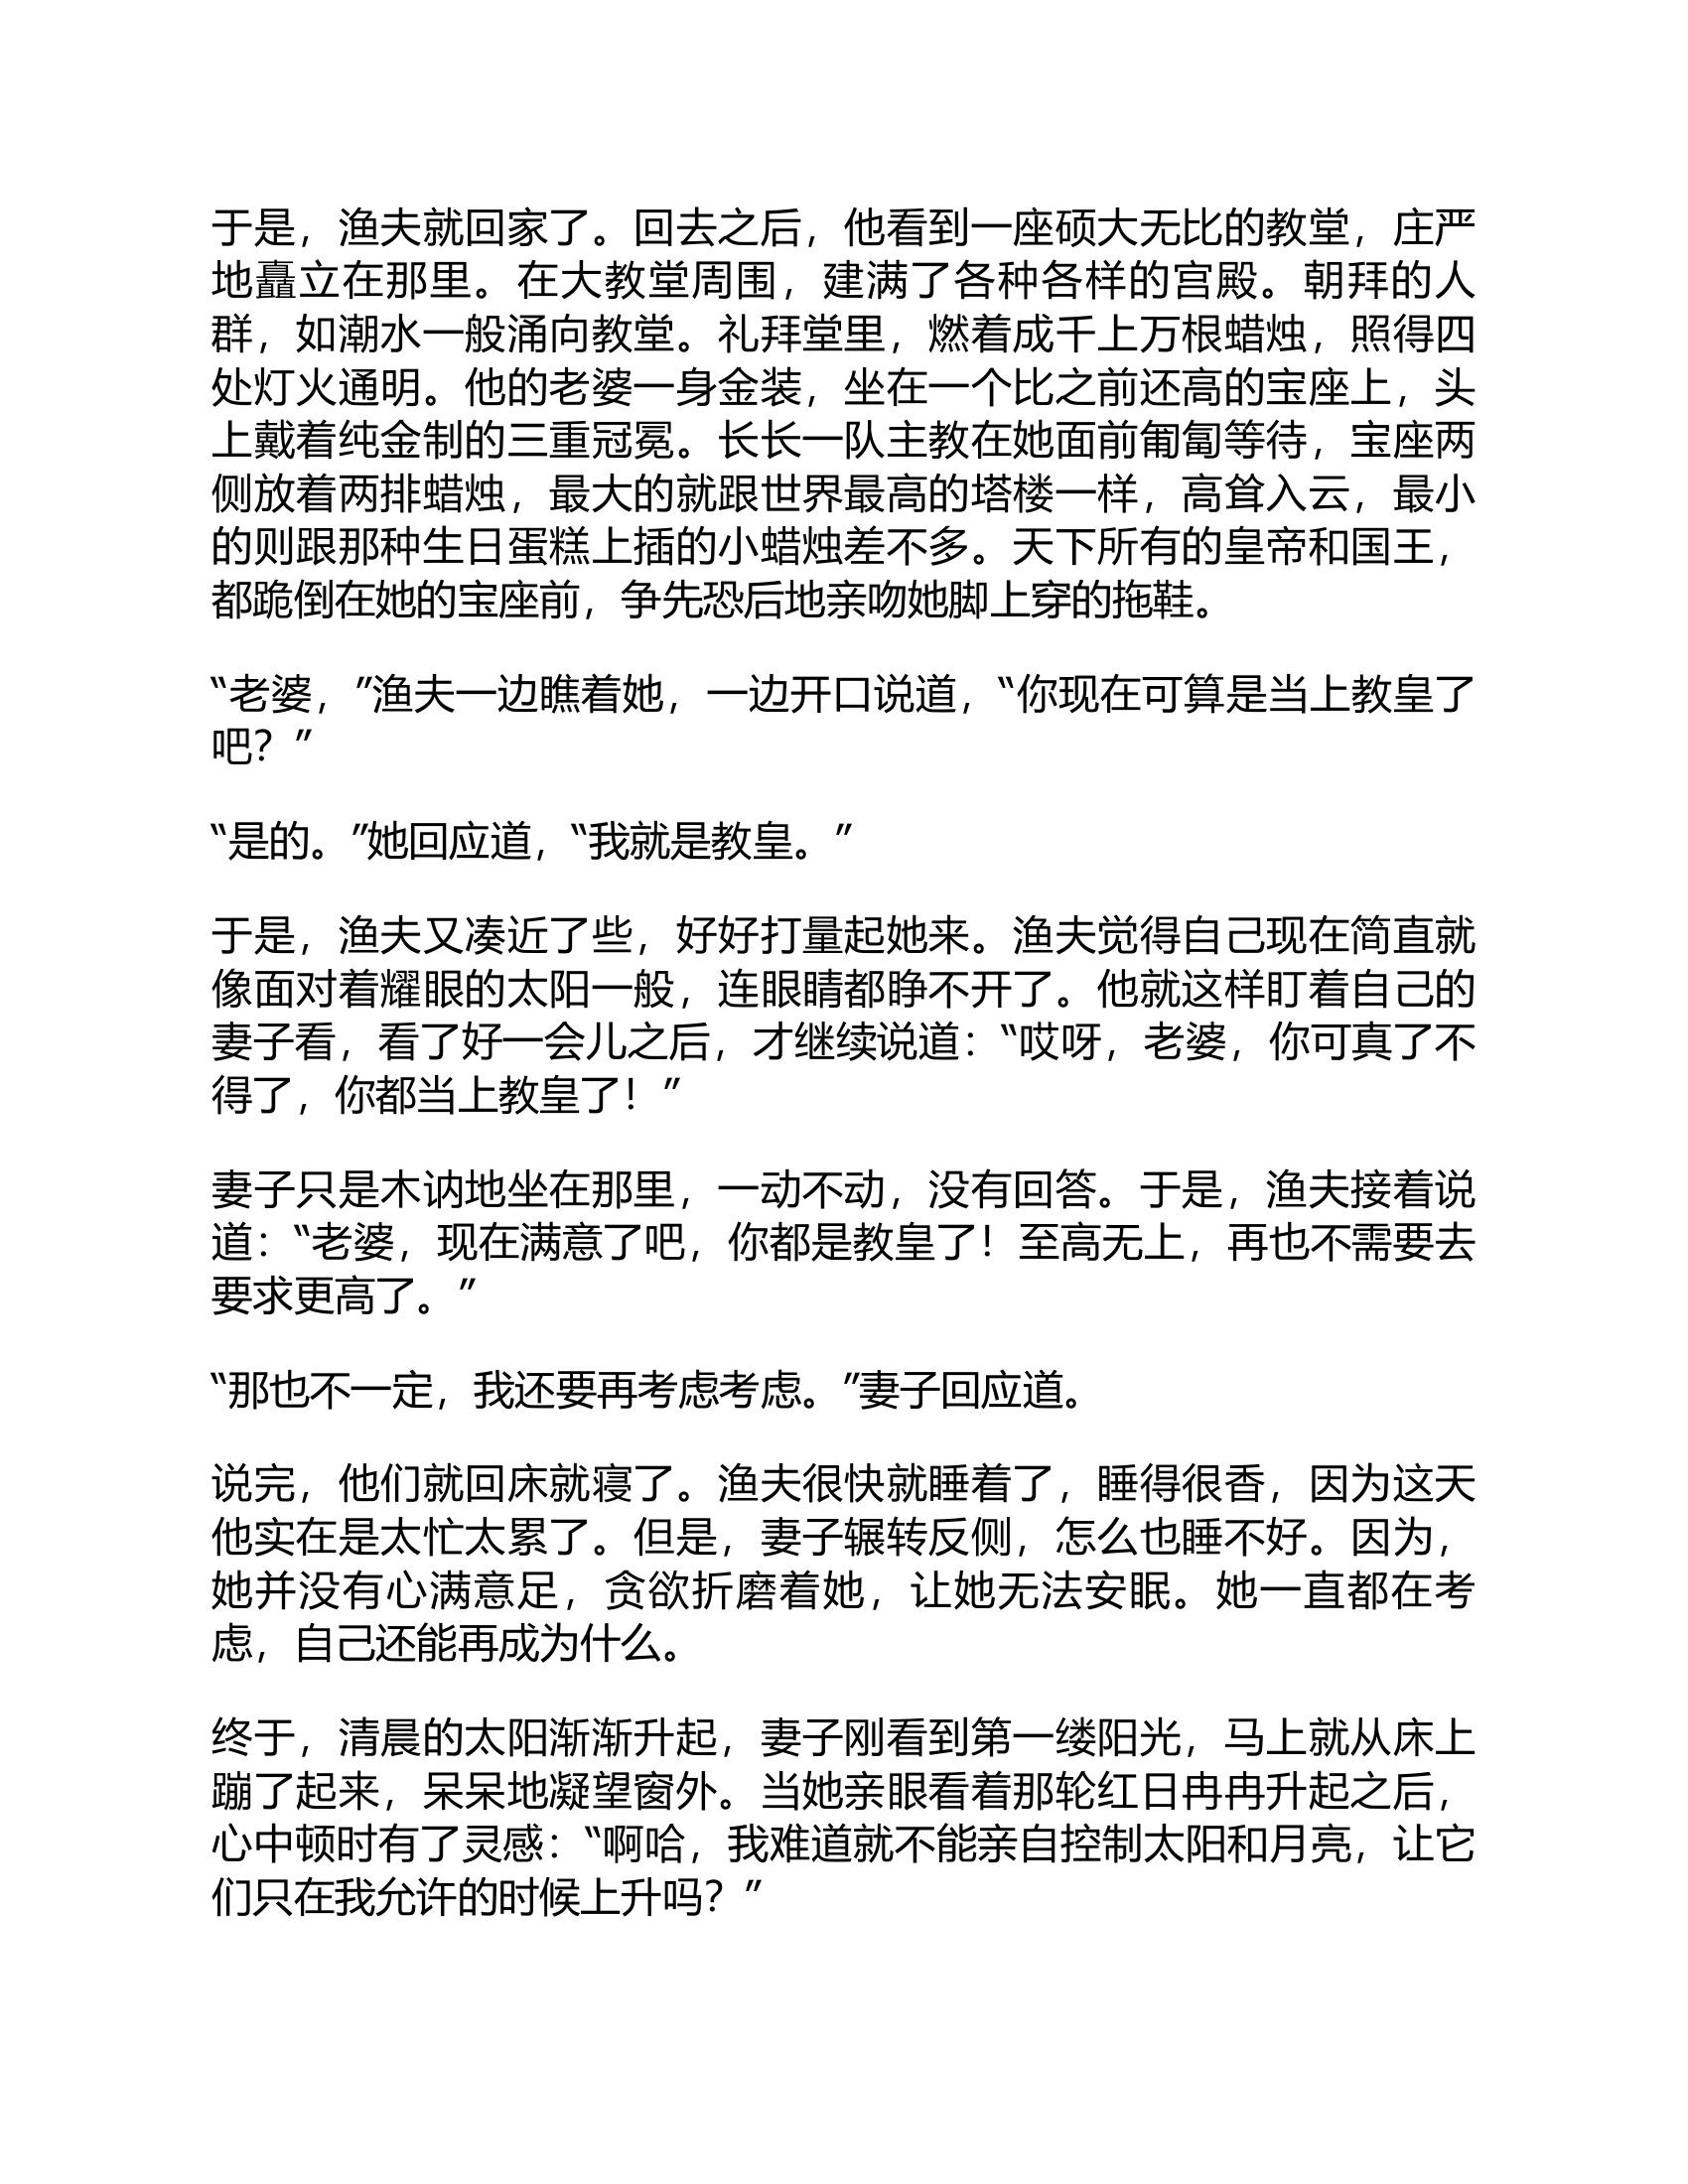 于是，渔夫就回家了。回去之后，他看到一座硕大无比的教堂，庄严
地矗立在那里。在大教堂周围，建满了各种各样的宫殿。朝拜的人
群，如潮水一般涌向教堂。礼拜堂里，燃着成千上万根蜡烛，照得四
处灯火通明。他的老婆一身金装，坐在一个比之前还高的宝座上，头
上戴着纯金制的三重冠冕。长长一队主教在她面前匍匐等待，宝座两
侧放着两排蜡烛，最大的就跟世界最高的塔楼一样，高耸入云，最小
的则跟那种生日蛋糕上插的小蜡烛差不多。天下所有的皇帝和国王，
都跪倒在她的宝座前，争先恐后地亲吻她脚上穿的拖鞋。
“老婆，”渔夫一边瞧着她，一边开口说道，“你现在可算是当上教皇了
吧？”
“是的。”她回应道，“我就是教皇。”
于是，渔夫又凑近了些，好好打量起她来。渔夫觉得自己现在简直就
像面对着耀眼的太阳一般，连眼睛都睁不开了。他就这样盯着自己的
妻子看，看了好一会儿之后，才继续说道：“哎呀，老婆，你可真了不
得了，你都当上教皇了！”
妻子只是木讷地坐在那里，一动不动，没有回答。于是，渔夫接着说
道：“老婆，现在满意了吧，你都是教皇了！至高无上，再也不需要去
要求更高了。”
“那也不一定，我还要再考虑考虑。”妻子回应道。
说完，他们就回床就寝了。渔夫很快就睡着了，睡得很香，因为这天
他实在是太忙太累了。但是，妻子辗转反侧，怎么也睡不好。因为，
她并没有心满意足，贪欲折磨着她，让她无法安眠。她一直都在考
虑，自己还能再成为什么。
终于，清晨的太阳渐渐升起，妻子刚看到第一缕阳光，马上就从床上
蹦了起来，呆呆地凝望窗外。当她亲眼看着那轮红日冉冉升起之后，
心中顿时有了灵感：“啊哈，我难道就不能亲自控制太阳和月亮，让它
们只在我允许的时候上升吗？”